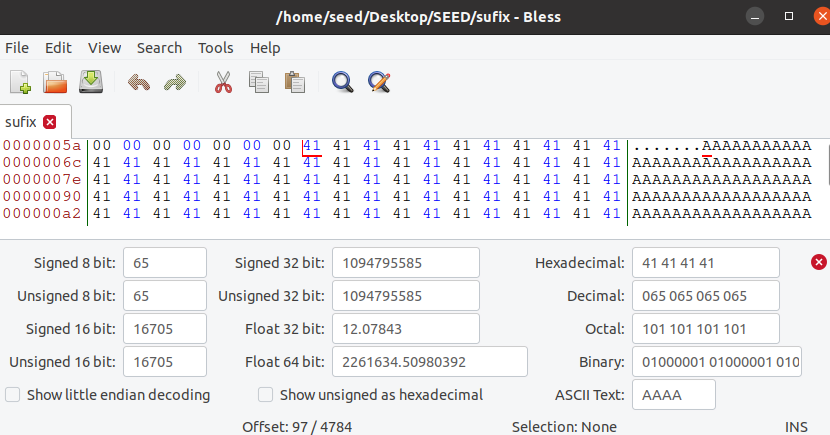 /home/seed/Desktop/SEED/sufix - Bless
File Edit View Search Tools Help
sufix
0000005a 00 00 00 00 00 00 00 41 41 41 41 41 41 41 41 41 41 41 .......AAAAAAAAAAA
0000006c 41 41 41 41 41 41 41 41 41 41 41 41 41 41 41 41 41 41 AAAAAAAAAAAAAAAAAA
0000007e 41 41 41 41 41 41 41 41 41 41 41 41 41 41 41 41 41 41 AAAAAAAAAAAAAAAAAA
00000090 41 41 41 41 41 41 41 41 41 41 41 41 41 41 41 41 41 41 AAAAAAAAAAAAAAAAAA
000000a2 41 41 41 41 41 41 41 41 41 41 41 41 41 41 41 41 41 41 AAAAAAAAAAAAAAAAAA
Signed 8 bit: 65 Signed 32 bit: 1094795585 Hexadecimal: 41 41 41 41
Unsigned 8 bit: 65 Unsigned 32 bit: 1094795585 Decimal: 065 065 065 065
Signed 16 bit: 16705 Float 32 bit: 12.07843 Octal: 101 101 101 101
Unsigned 16 bit: 16705 Float 64 bit: 2261634.50980392 Binary: 01000001 01000001 010
Show little endian decoding Show unsigned as hexadecimal ASCII Text: AAAA
Offset: 97 / 4784 Selection: None INS